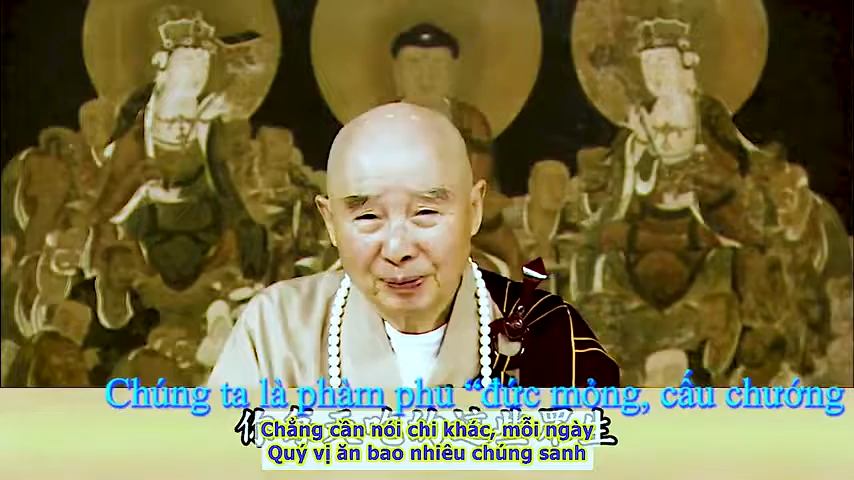 Chúng ta là phàm phu “đức mỏng, cấu chướng
Chẳng cần nói chi khác, mỗi ngày
Quý vị ăn bao nhiêu chúng sanh